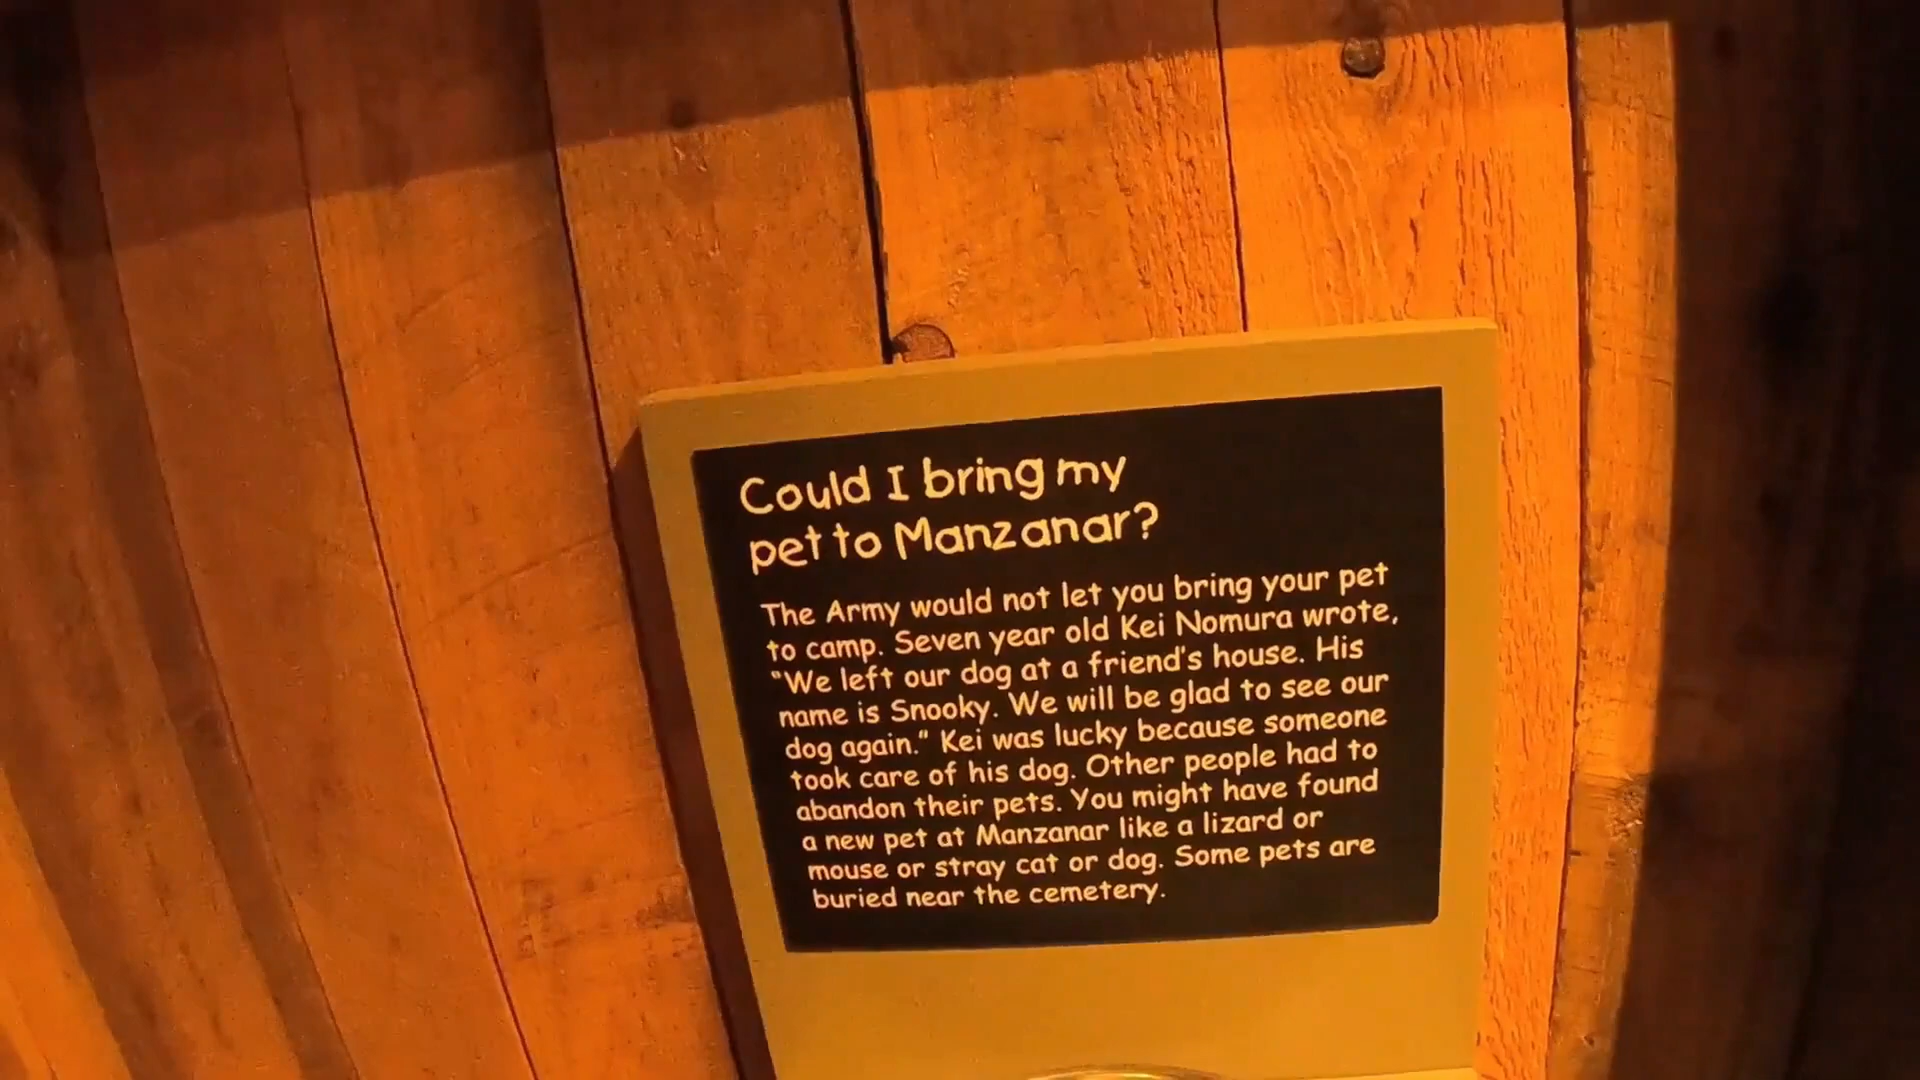 Could I bring my
pet to Manzanar?
The Army would not let you bring your pet
to camp. Seven year old Kei Nomura wrote,
"We left our dog at a friend's house. His
name is Snooky. We will be glad to see our
dog again." Kei was lucky because someone
took care of his dog. Other people had to
abandon their pets. You might have found
a new pet at Manzanar like a lizard or
mouse or stray cat or dog. Some pets are
buried near the cemetery.